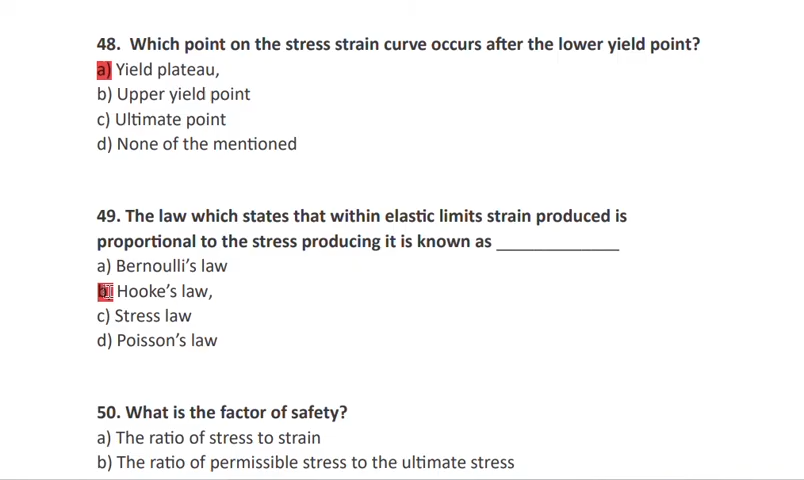 48. Which point on the stress strain curve occurs after the lower yield point?
a) Yield plateau,
b) Upper yield point
c) Ultimate point
d) None of the mentioned
49. The law which states that within elastic limits strain produced is
proportional to the stress producing it is known as _____________
a) Bernoulli’s law
b) Hooke’s law,
c) Stress law
d) Poisson’s law
50. What is the factor of safety?
a) The ratio of stress to strain
b) The ratio of permissible stress to the ultimate stress